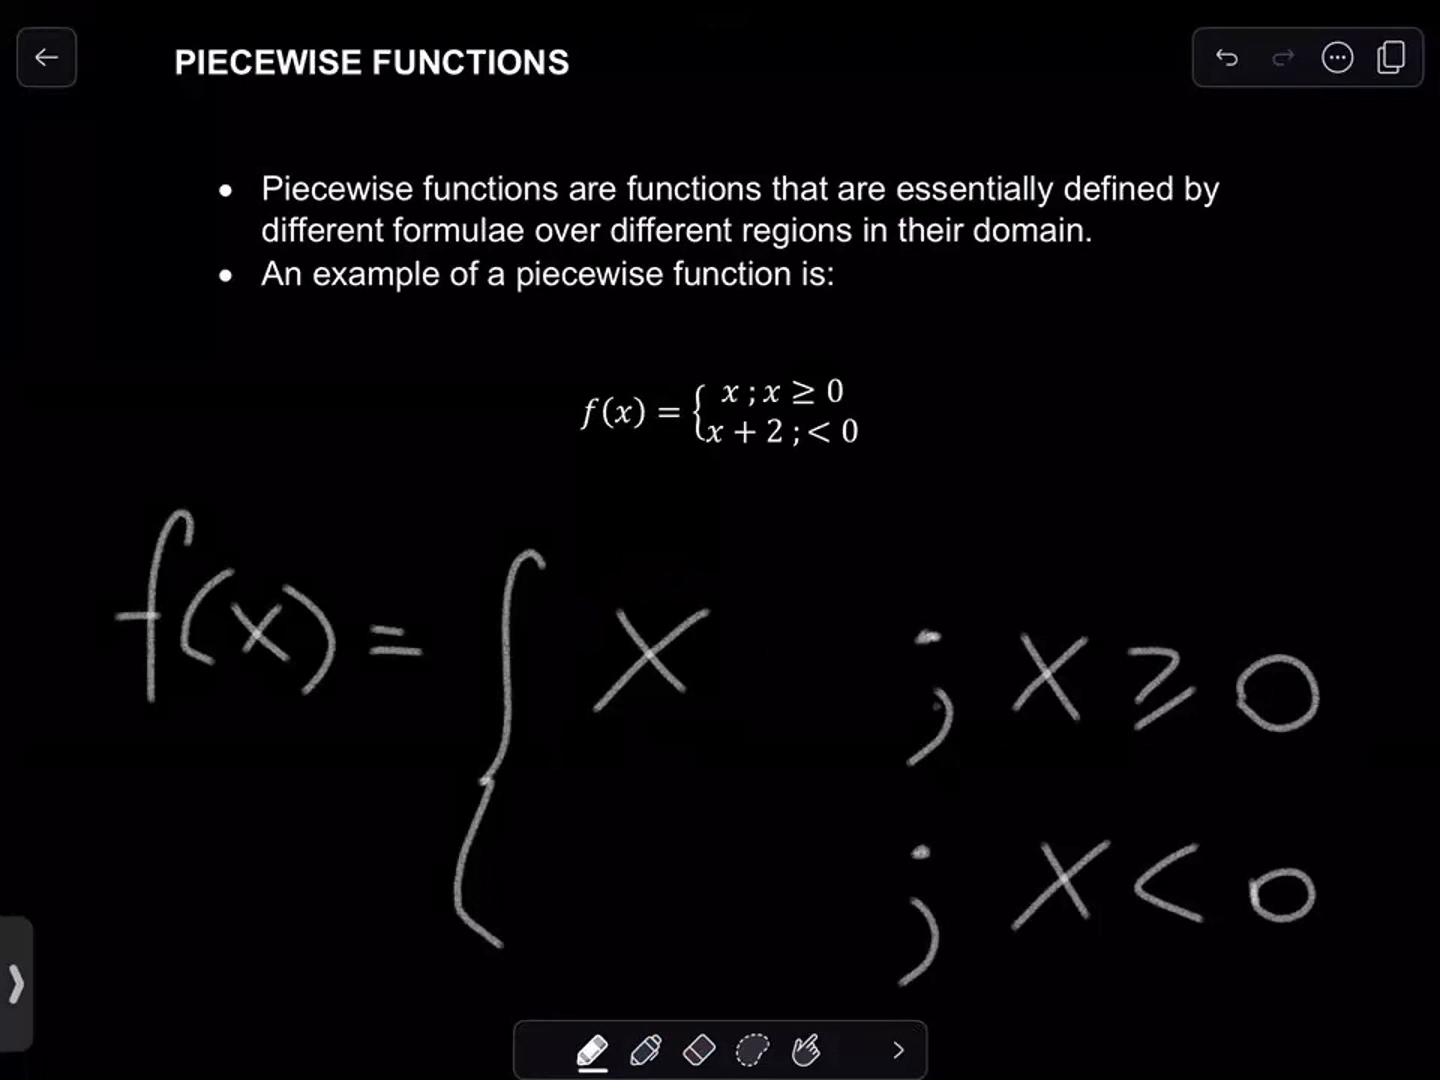 PIECEWISE FUNCTIONS
• Piecewise functions are functions that are essentially defined by
different formulae over different regions in their domain.
• An example of a piecewise function is:
f(x) = { x ; x ≥ 0
x + 2 ; < 0
f(x) = { x ; x ≥ 0
; x < 0